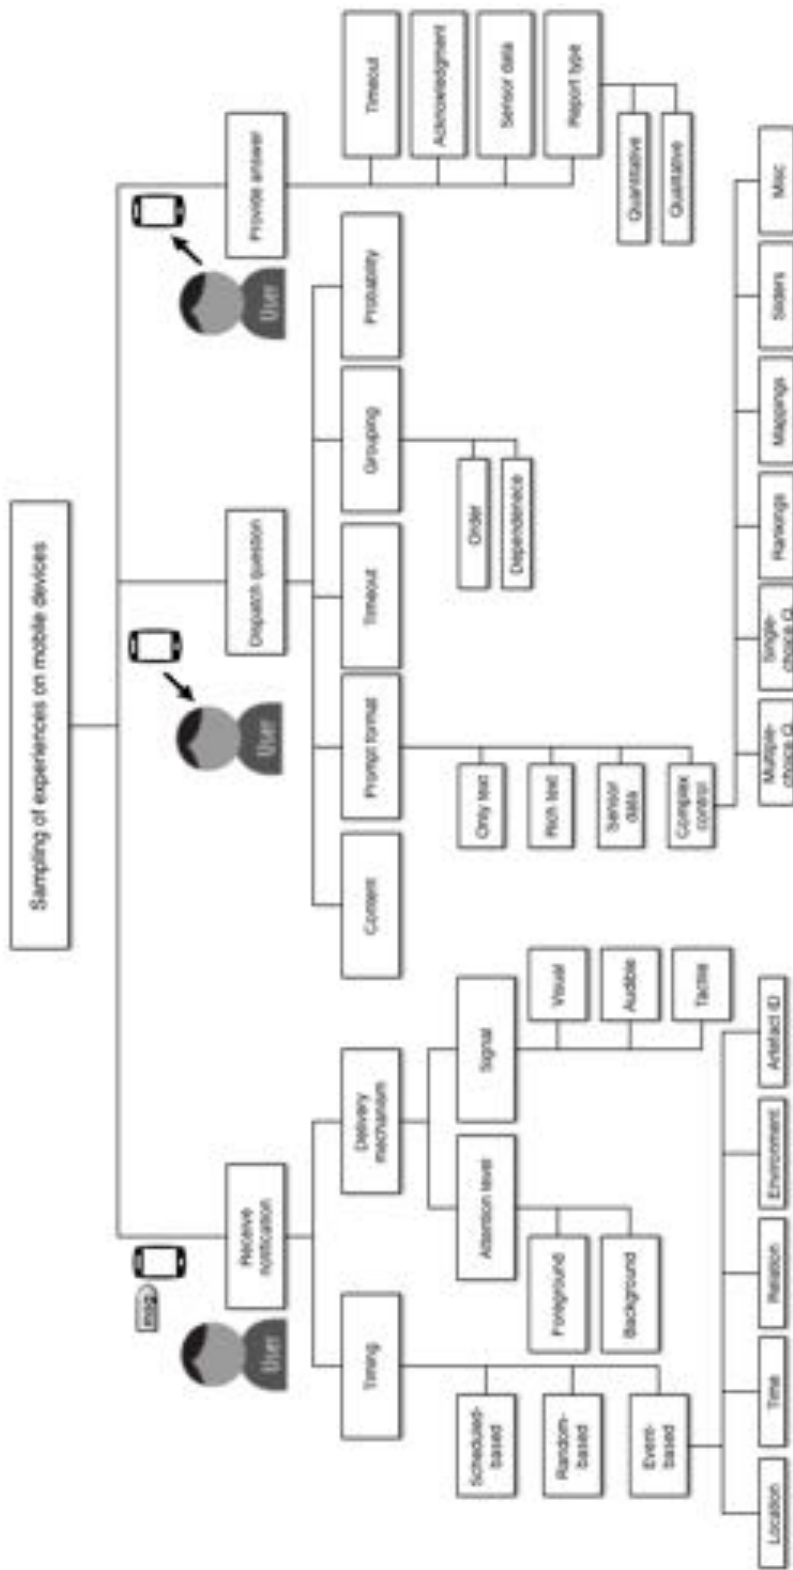 Sampling of experiences on mobile devices
User
User
User
Receive
notification
Dispatch question
Provide answer
Timing
Delivery
mechanism
Content
Prompt format
Timeout
Grouping
Probability
Timeout
Acknowledgment
Sensor data
Report type
Scheduled-
based
Random-
based
Event-
based
Attention level
Signal
Foreground
Background
Visual
Audible
Tactile
Only text
Rich text
Sensor
data
Complex
control
Order
Dependenece
Quantitative
Qualitative
Location
Time
Relation
Environment
Artefact ID
Multiple-
choice Q
Single-
choice Q
Rankings
Mappings
Sliders
Misc